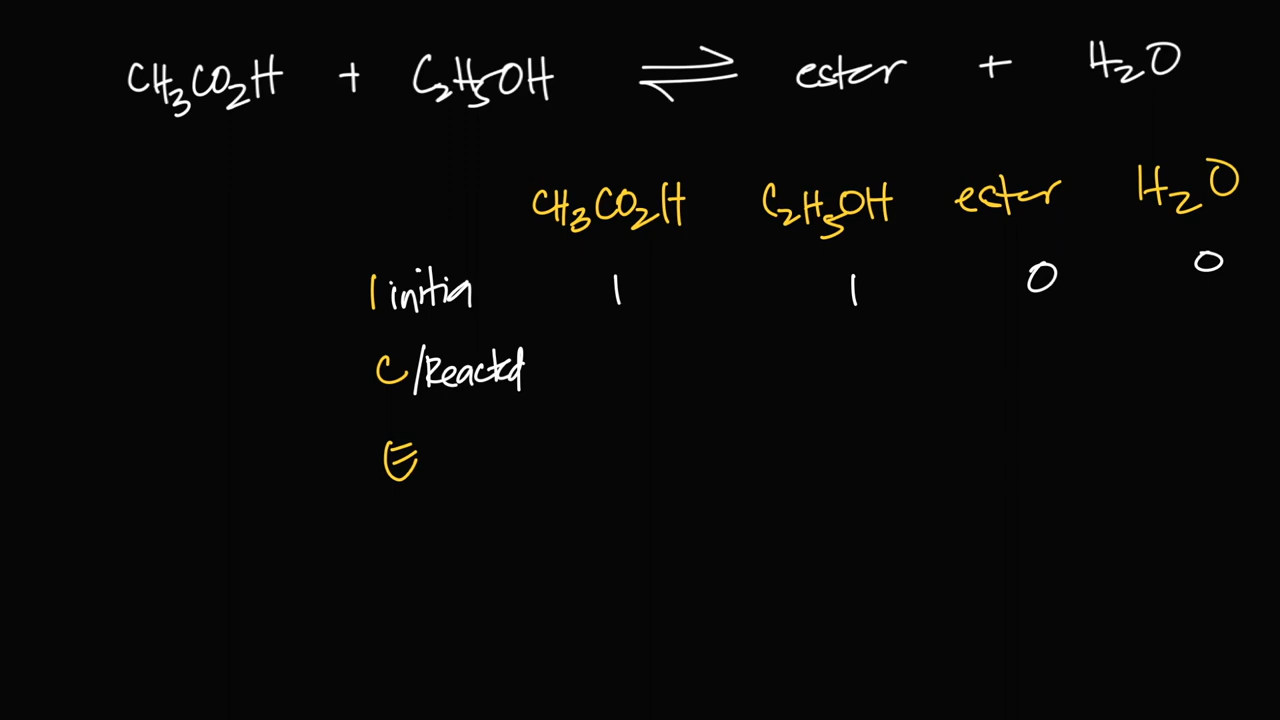 CH₃CO₂H + C₂H₅OH ⇌ ester + H₂O
CH₃CO₂H C₂H₅OH ester H₂O
I initia 1 1 0 0
C/Reactd
E